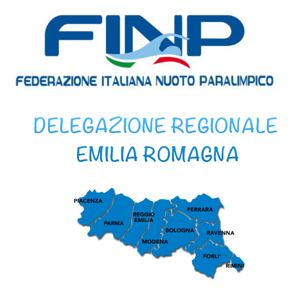 FINP
FEDERAZIONE ITALIANA NUOTO PARALIMPICO
DELEGAZIONE REGIONALE
EMILIA ROMAGNA
PIACENZA
PARMA
REGGIO
EMILIA
MODENA
BOLOGNA
FERRARA
RAVENNA
FORLI'
RIMINI